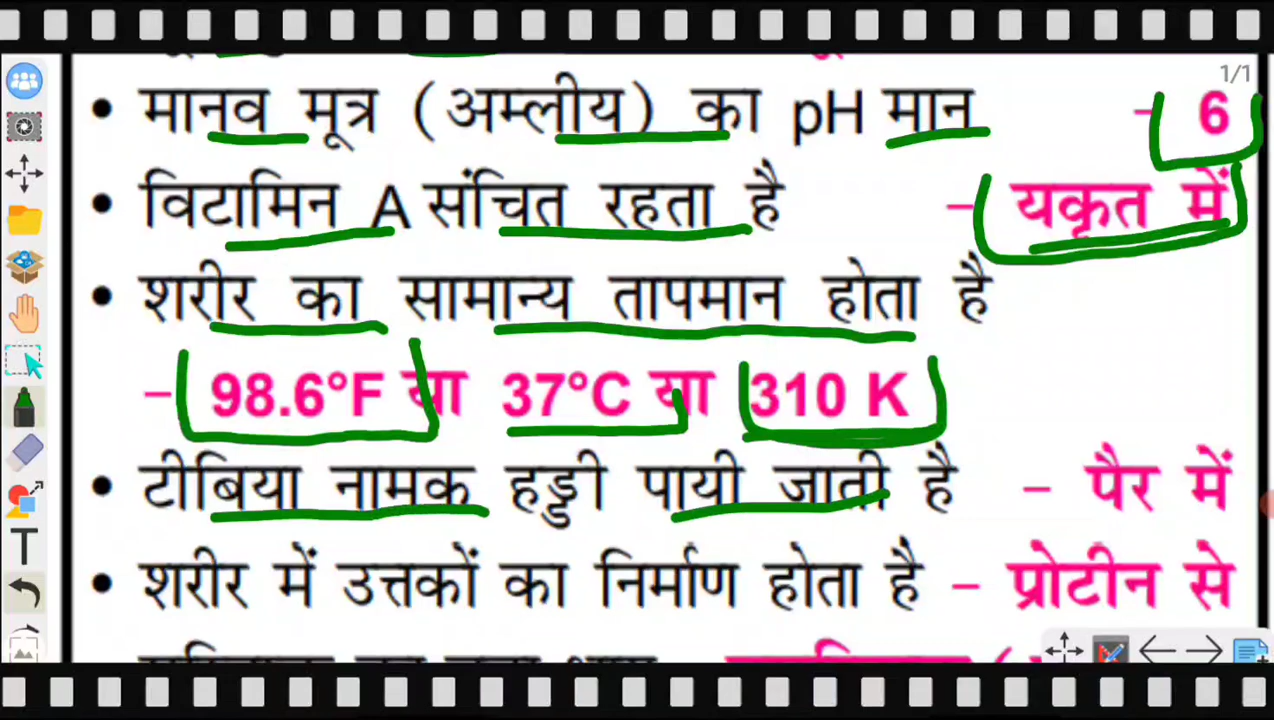 1/1
• मानव मूत्र (अम्लीय) का pH मान - 6
• विटामिन A संचित रहता है - यकृत में
• शरीर का सामान्य तापमान होता है
- 98.6°F या 37°C या 310 K
• टीबिया नामक हड्डी पायी जाती है - पैर में
• शरीर में उत्तकों का निर्माण होता है - प्रोटीन से